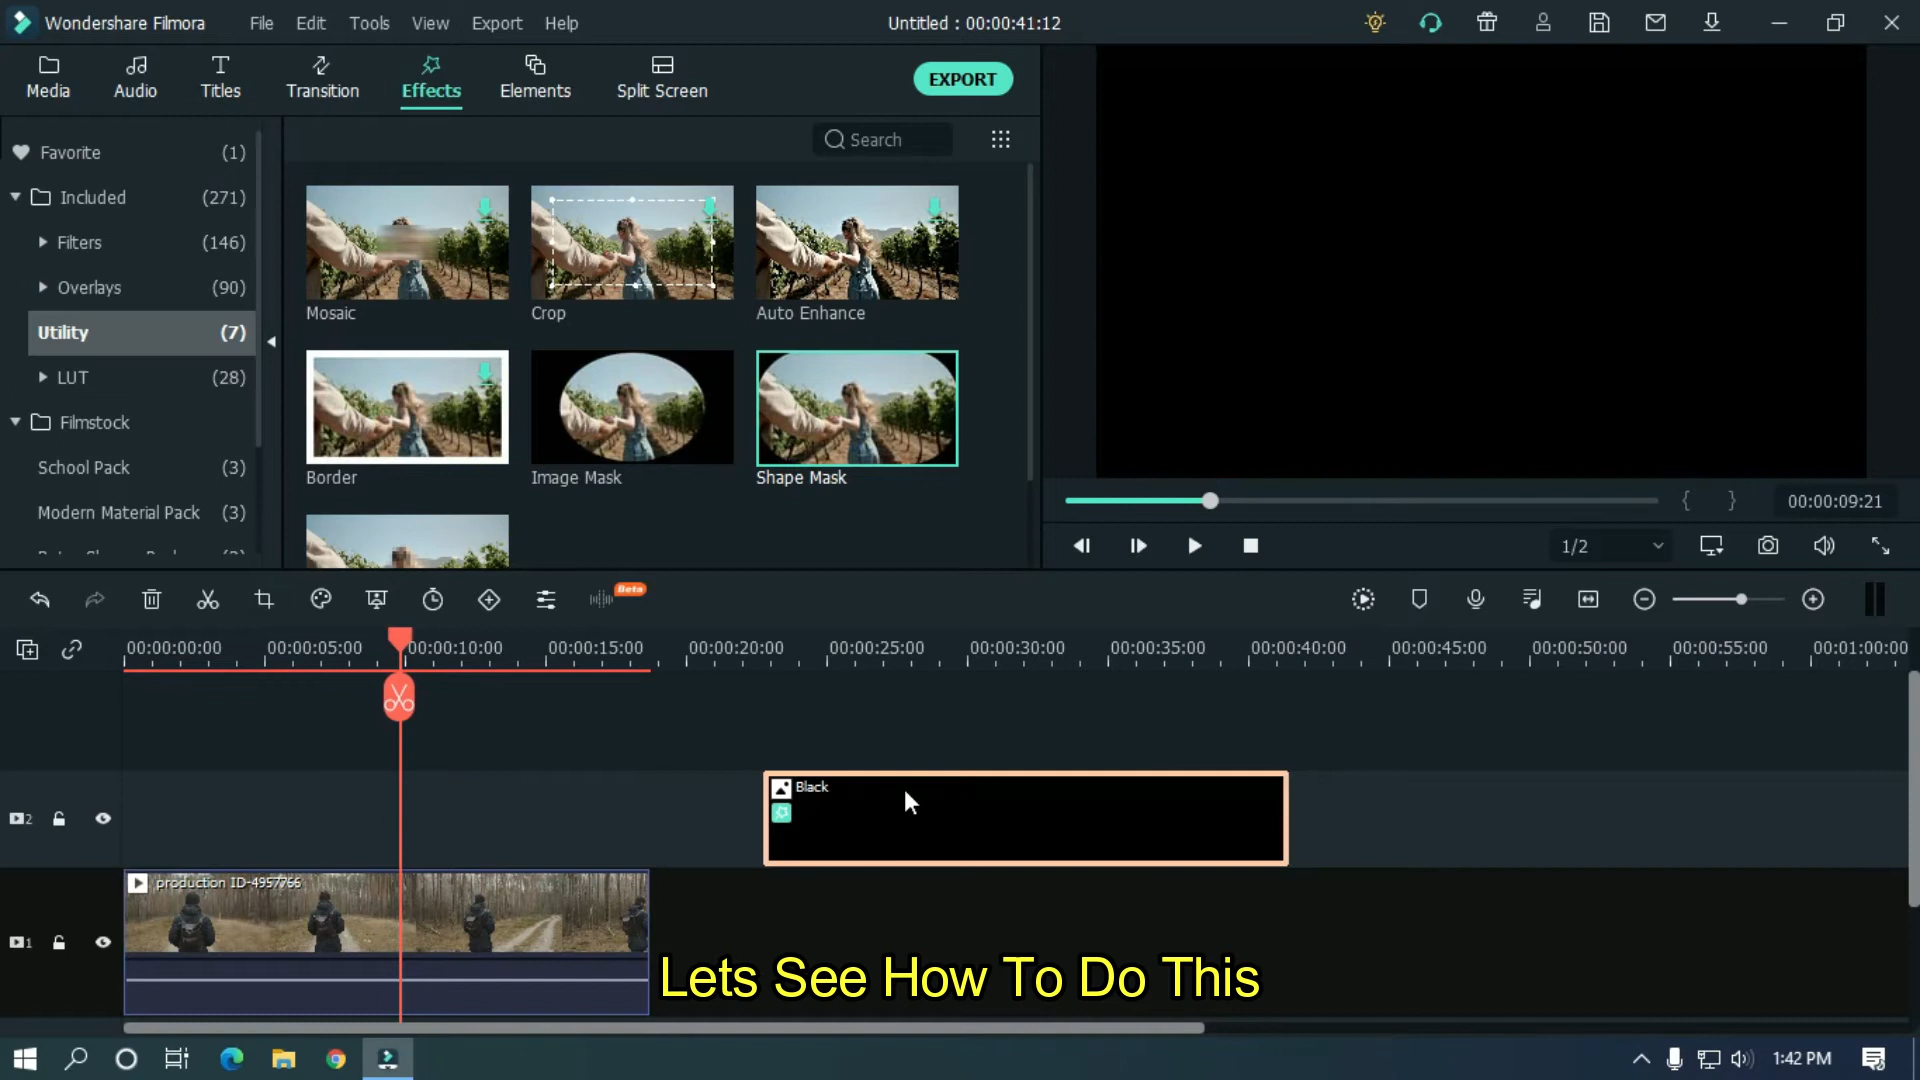 Wondershare Filmora
File
Edit
Tools
View
Export
Help
Untitled : 00:00:41:12
Media
Audio
Titles
Transition
Effects
Elements
Split Screen
EXPORT
Favorite (1)
Included (271)
Filters (146)
Overlays (90)
Utility (7)
LUT (28)
Filmstock
School Pack (3)
Modern Material Pack (3)
Search
Mosaic
Crop
Auto Enhance
Border
Image Mask
Shape Mask
{ }
00:00:09:21
1/2
Beta
00:00:00:00
00:00:05:00
00:00:10:00
00:00:15:00
00:00:20:00
00:00:25:00
00:00:30:00
00:00:35:00
00:00:40:00
00:00:45:00
00:00:50:00
00:00:55:00
00:01:00:00
Black
2
production ID-4957766
1
Lets See How To Do This
1:42 PM